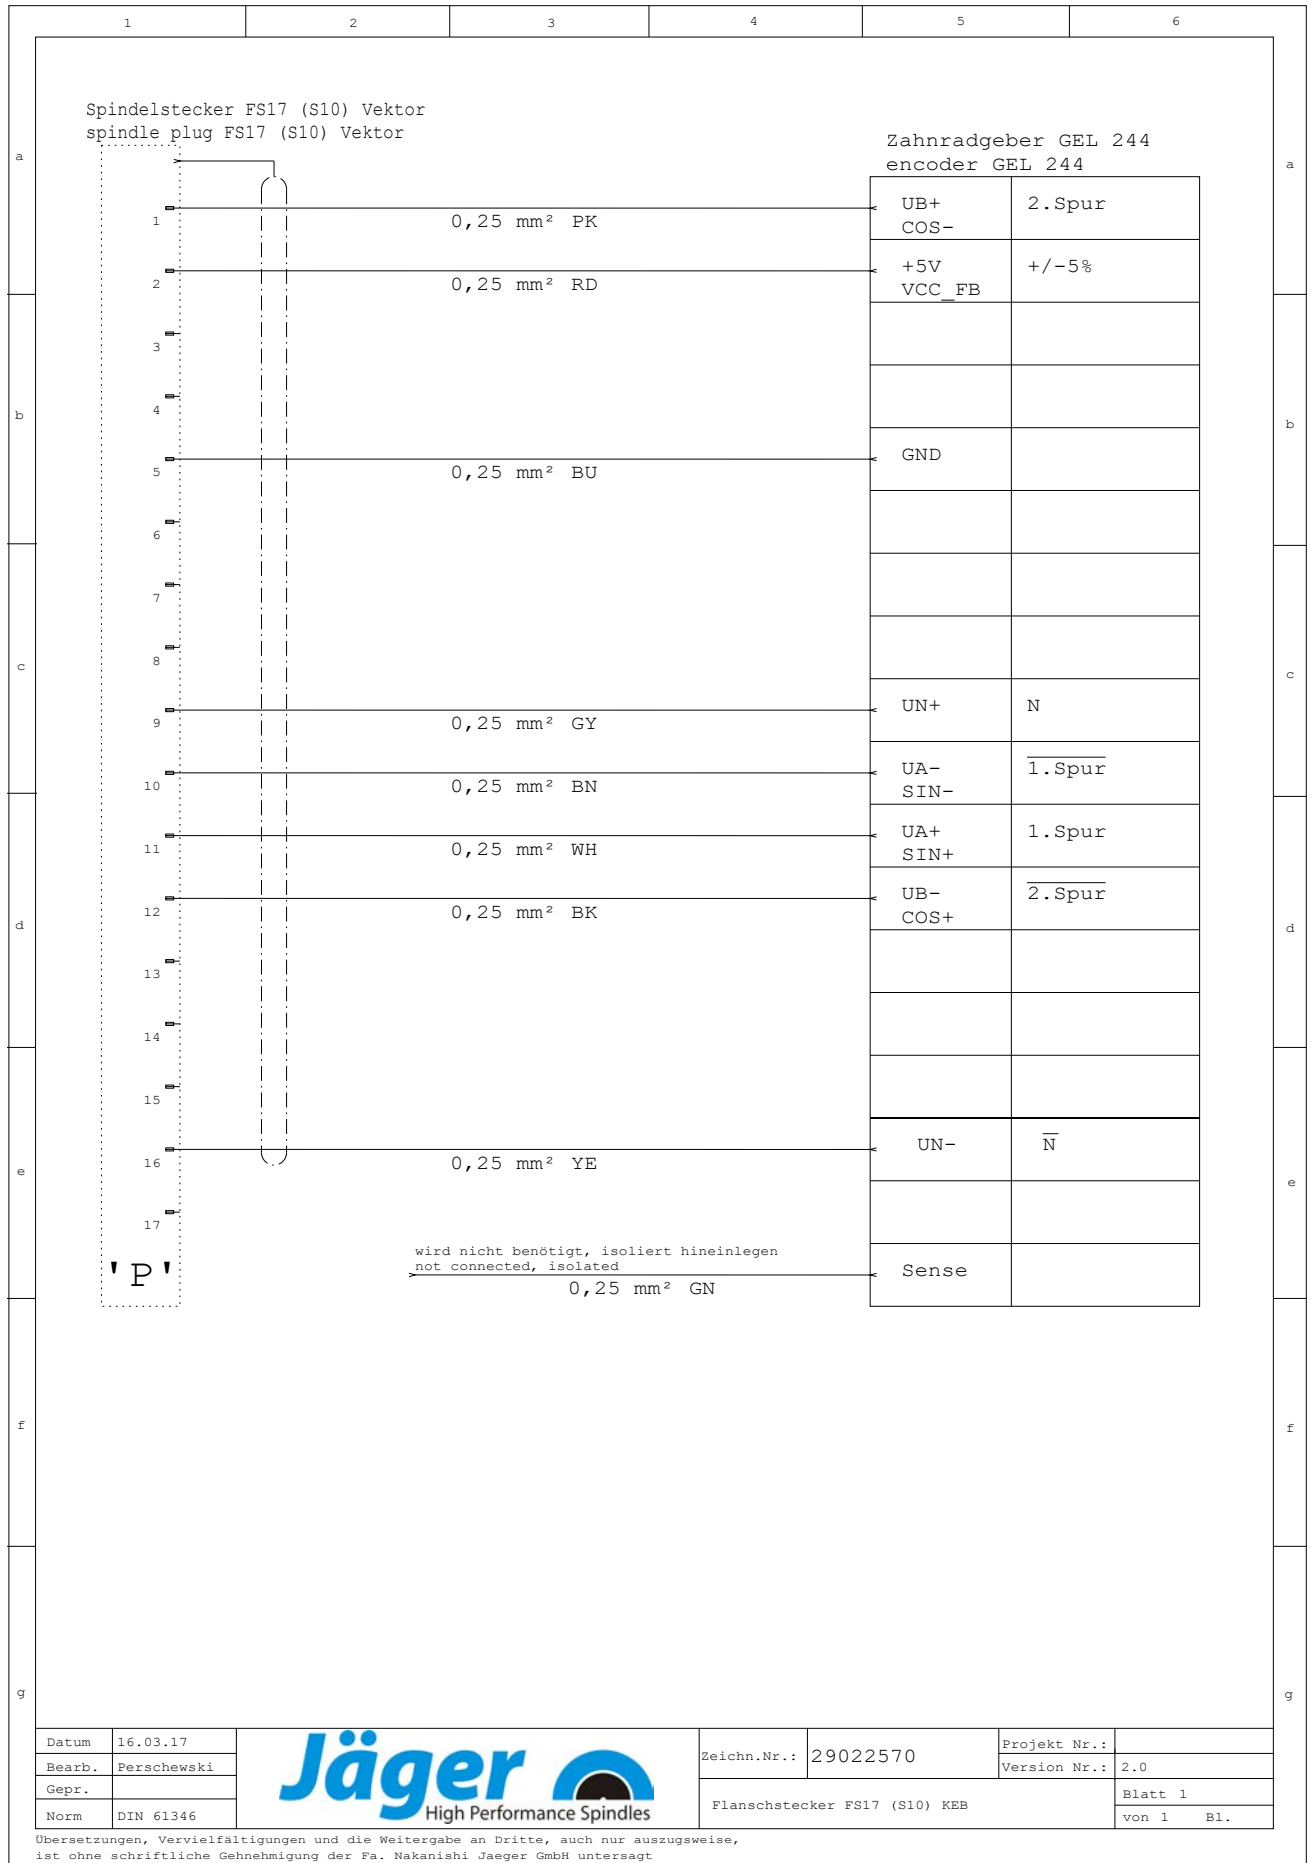 1 2 3 4 5 6
Spindelstecker FS17 (S10) Vektor
spindle plug FS17 (S10) Vektor
Zahnradgeber GEL 244
encoder GEL 244
a a
1 0,25 mm² PK UB+ 2.Spur
COS-
2 0,25 mm² RD +5V +/-5%
VCC_FB
3
4
b b
5 0,25 mm² BU GND
6
7
8
c c
9 0,25 mm² GY UN+ N
10 0,25 mm² BN UA- 1.Spur
SIN-
11 0,25 mm² WH UA+ 1.Spur
SIN+
12 0,25 mm² BK UB- 2.Spur
COS+
d d
13
14
15
16 0,25 mm² YE UN- N
e e
17
wird nicht benötigt, isoliert hineinlegen
not connected, isolated
'P' 0,25 mm² GN Sense
f f
g g
Datum 16.03.17
Bearb. Perschewski
Gepr.
Norm DIN 61346
Jäger
High Performance Spindles
Zeichn.Nr.: 29022570
Projekt Nr.:
Version Nr.: 2.0
Flanschstecker FS17 (S10) KEB
Blatt 1
von 1 Bl.
Übersetzungen, Vervielfältigungen und die Weitergabe an Dritte, auch nur auszugsweise,
ist ohne schriftliche Gehnehmigung der Fa. Nakanishi Jaeger GmbH untersagt